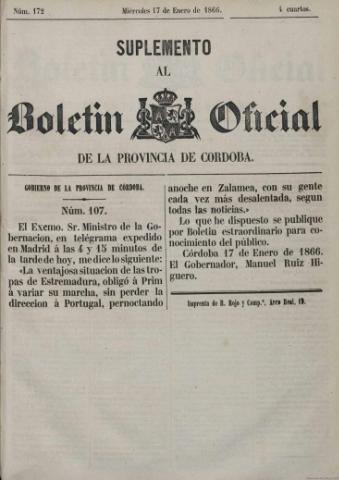 Núm. 172
Miércoles 17 de Enero de 1866.
4 cuartos.
SUPLEMENTO
AL
Boletin Oficial
DE LA PROVINCIA DE CORDOBA.
GOBIERNO DE LA PROVINCIA DE CÓRDOBA.
Núm. 107.
El Excmo. Sr. Ministro de la Go-
bernacion, en telégrama expedido
en Madrid á las 4 y 15 minutos de
la tarde de hoy, me dice lo siguiente:
«La ventajosa situacion de las tro-
pas de Estremadura, obligó á Prim
á variar su marcha, sin perder la
direccion à Portugal, pernoctando
anoche en Zalamea, con su gente
cada vez más desalentada, segun
todas las noticias.»
Lo que he dispuesto se publique
por Boletin estraordinario para co-
nocimiento del público.
Córdoba 17 de Enero de 1866.
El Gobernador, Manuel Ruiz Hi-
guero.
Imprenta de R. Rojo y Comp.ª, Arco Real, 19.